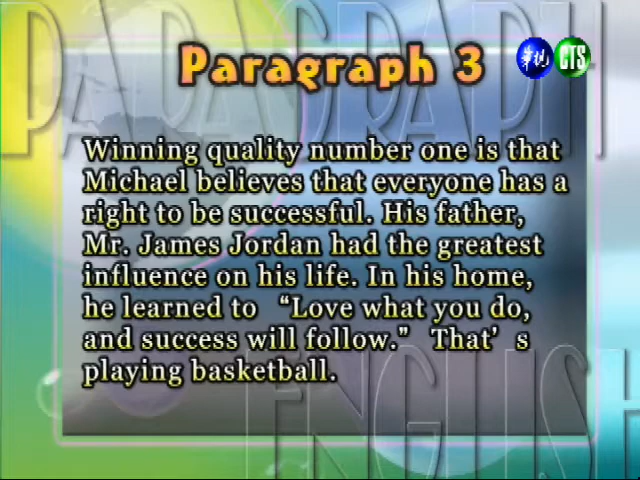 PARAGRAPH
Paragraph 3
華視 CTS
Winning quality number one is that
Michael believes that everyone has a
right to be successful. His father,
Mr. James Jordan had the greatest
influence on his life. In his home,
he learned to “Love what you do,
and success will follow.” That’s
playing basketball.
ENGLISH